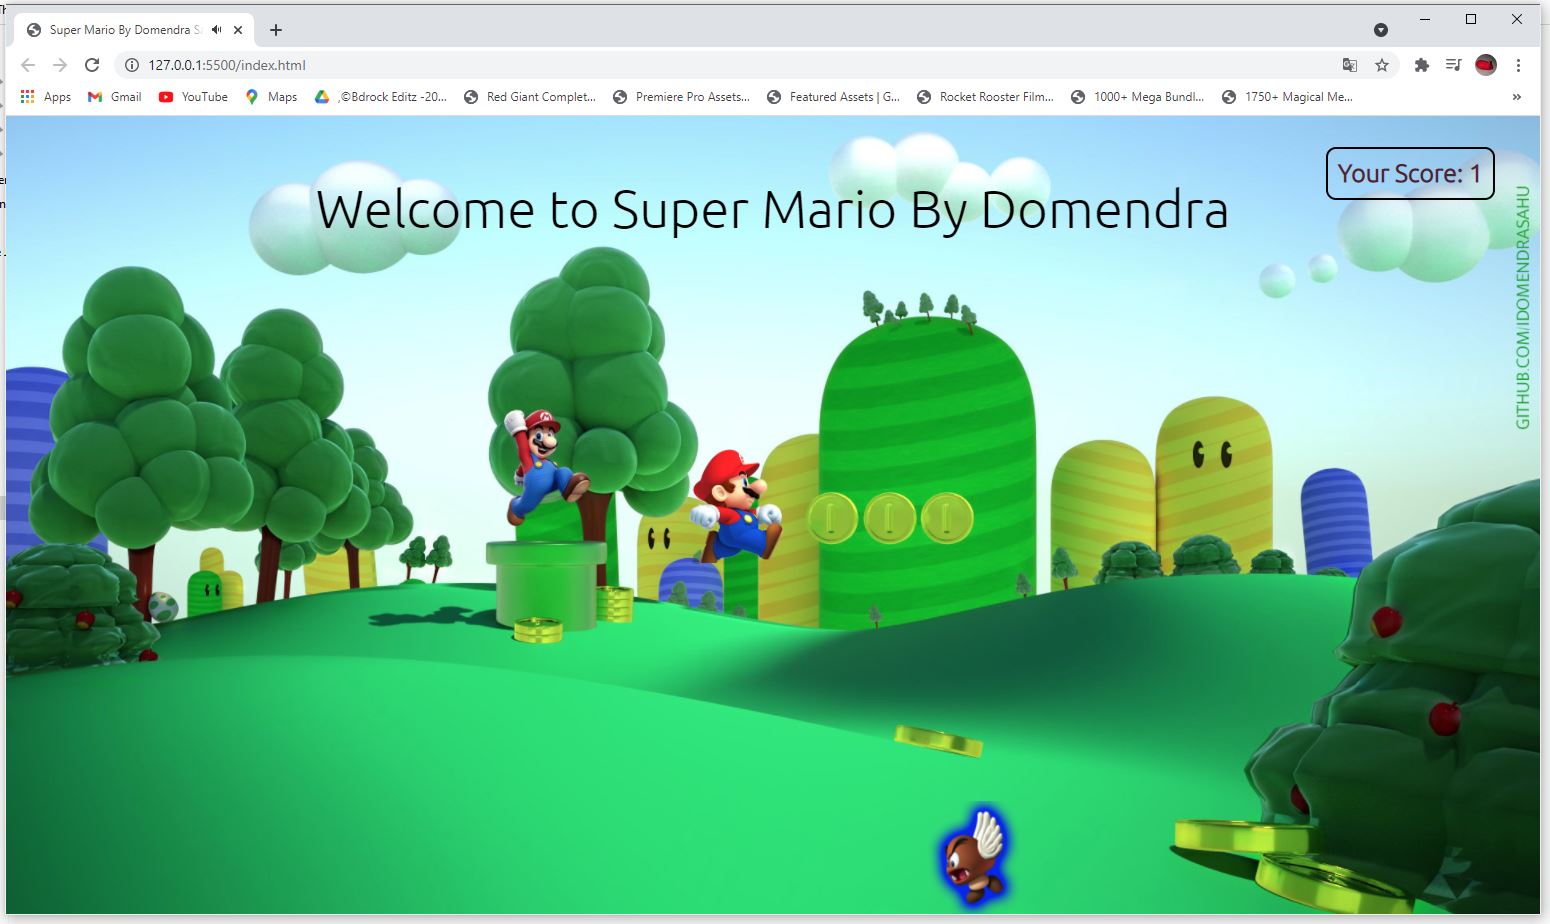 Super Mario By Domendra S
127.0.0.1:5500/index.html
Apps
Gmail
YouTube
Maps
,©Bdrock Editz -20...
Red Giant Complet...
Premiere Pro Assets...
Featured Assets | G...
Rocket Rooster Film...
1000+ Mega Bundl...
1750+ Magical Me...
»
Your Score: 1
Welcome to Super Mario By Domendra
GITHUB.COM/IDOMENDRASAHU